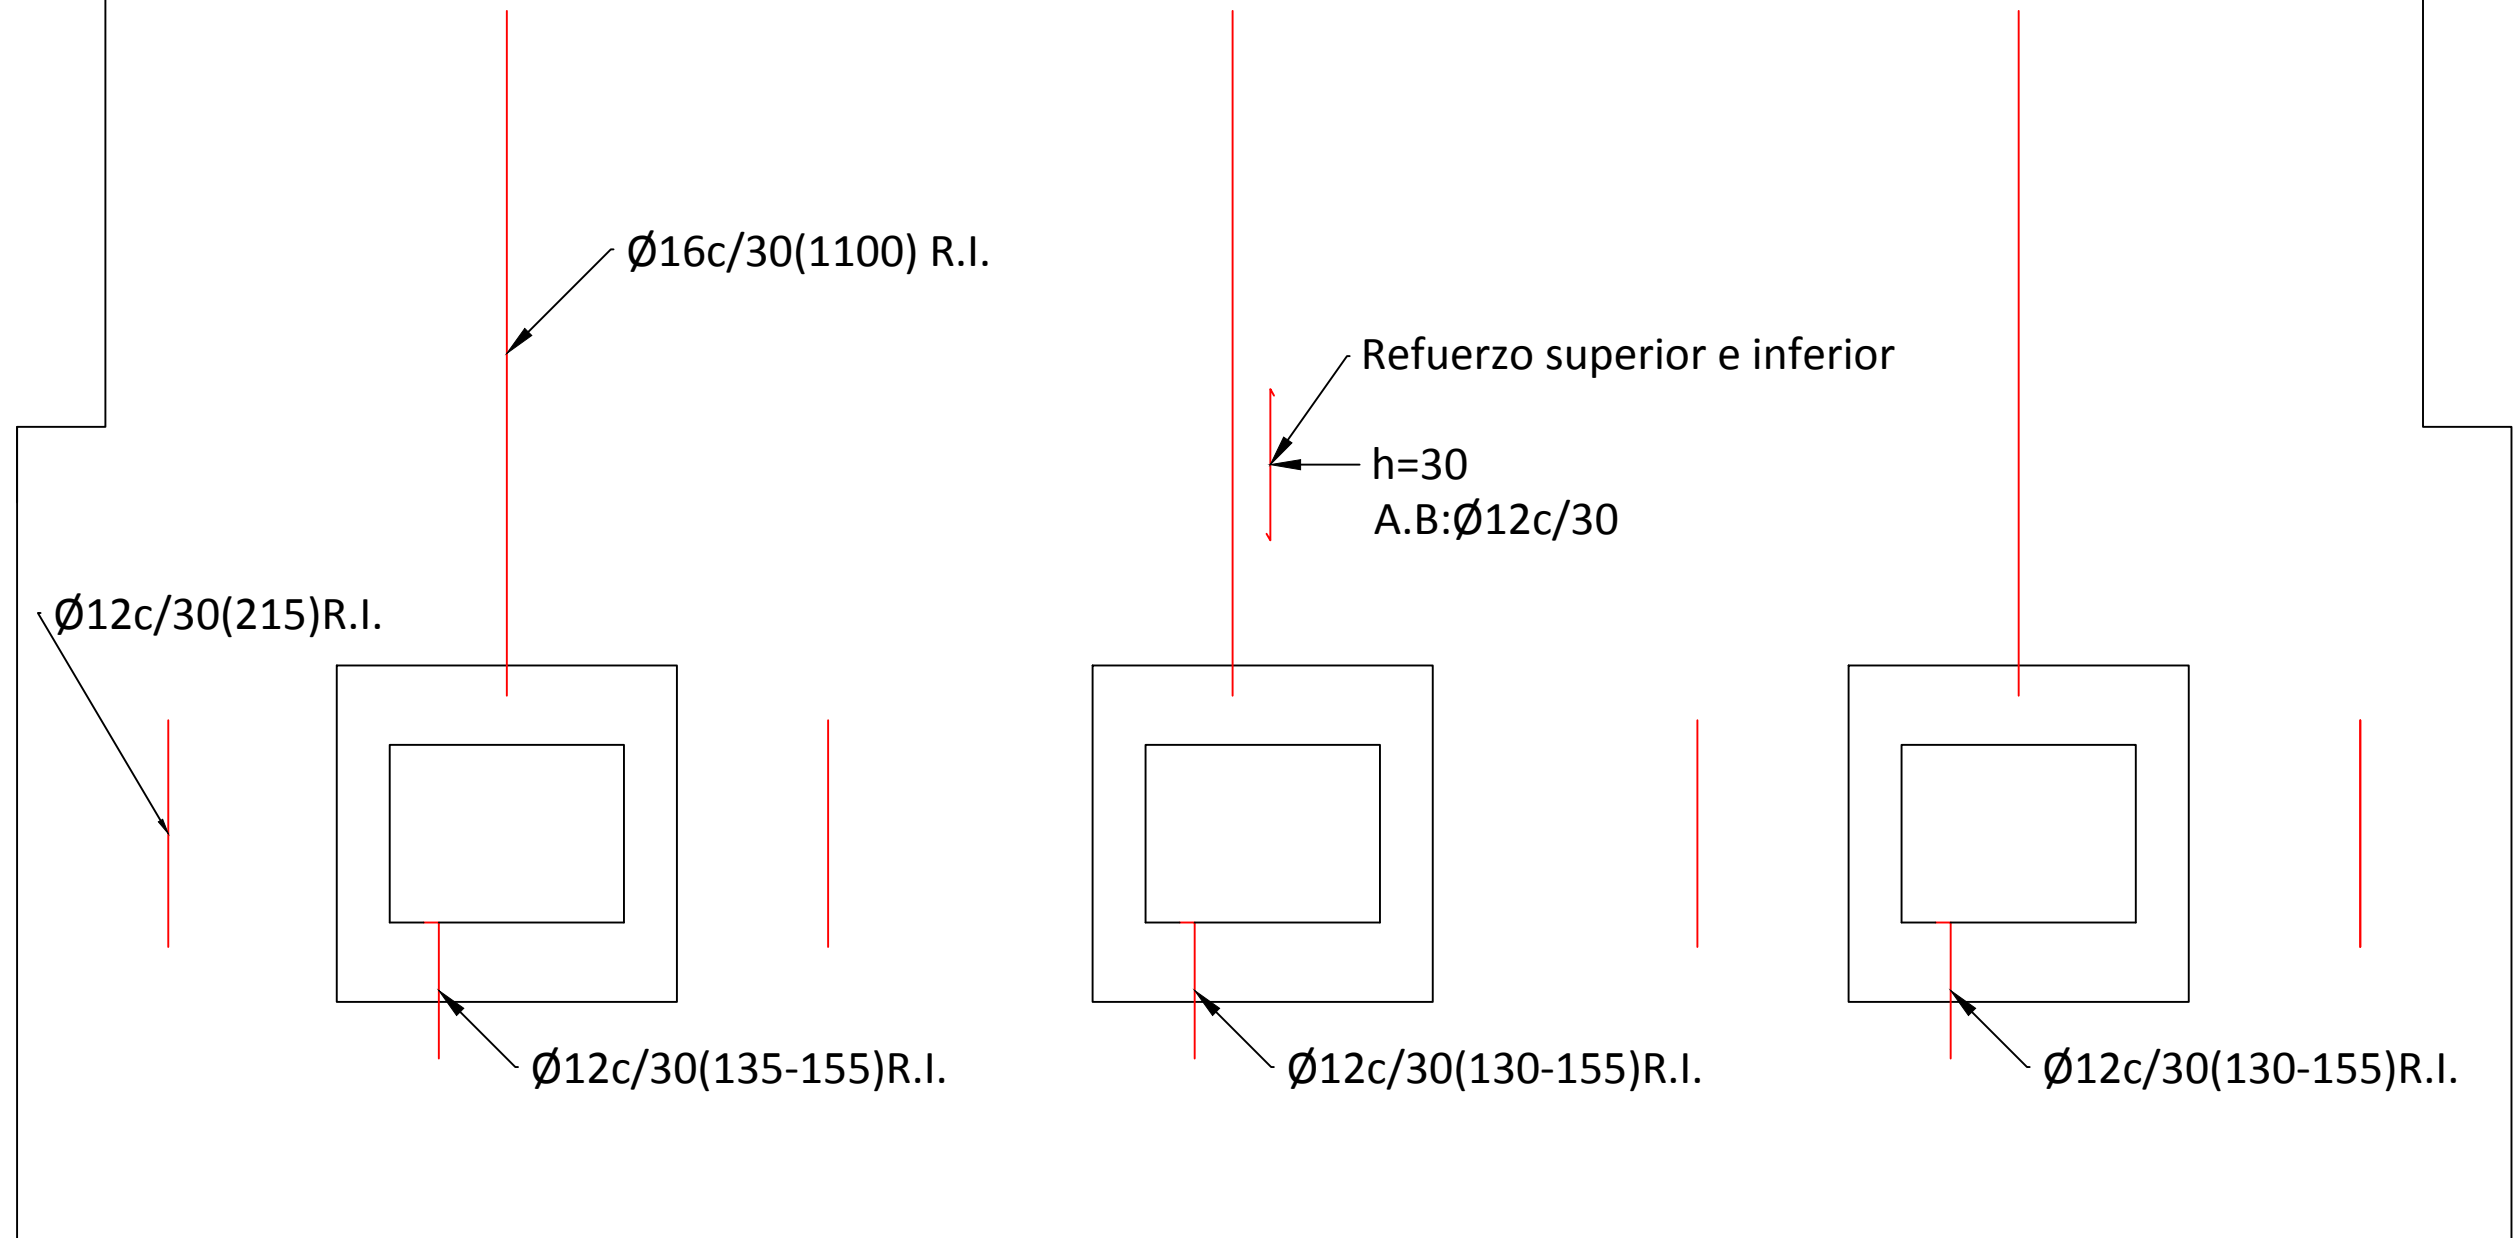 Ø16c/30(1100) R.I.
Refuerzo superior e inferior
h=30
A.B:Ø12c/30
Ø12c/30(215)R.I.
Ø12c/30(135-155)R.I.
Ø12c/30(130-155)R.I.
Ø12c/30(130-155)R.I.